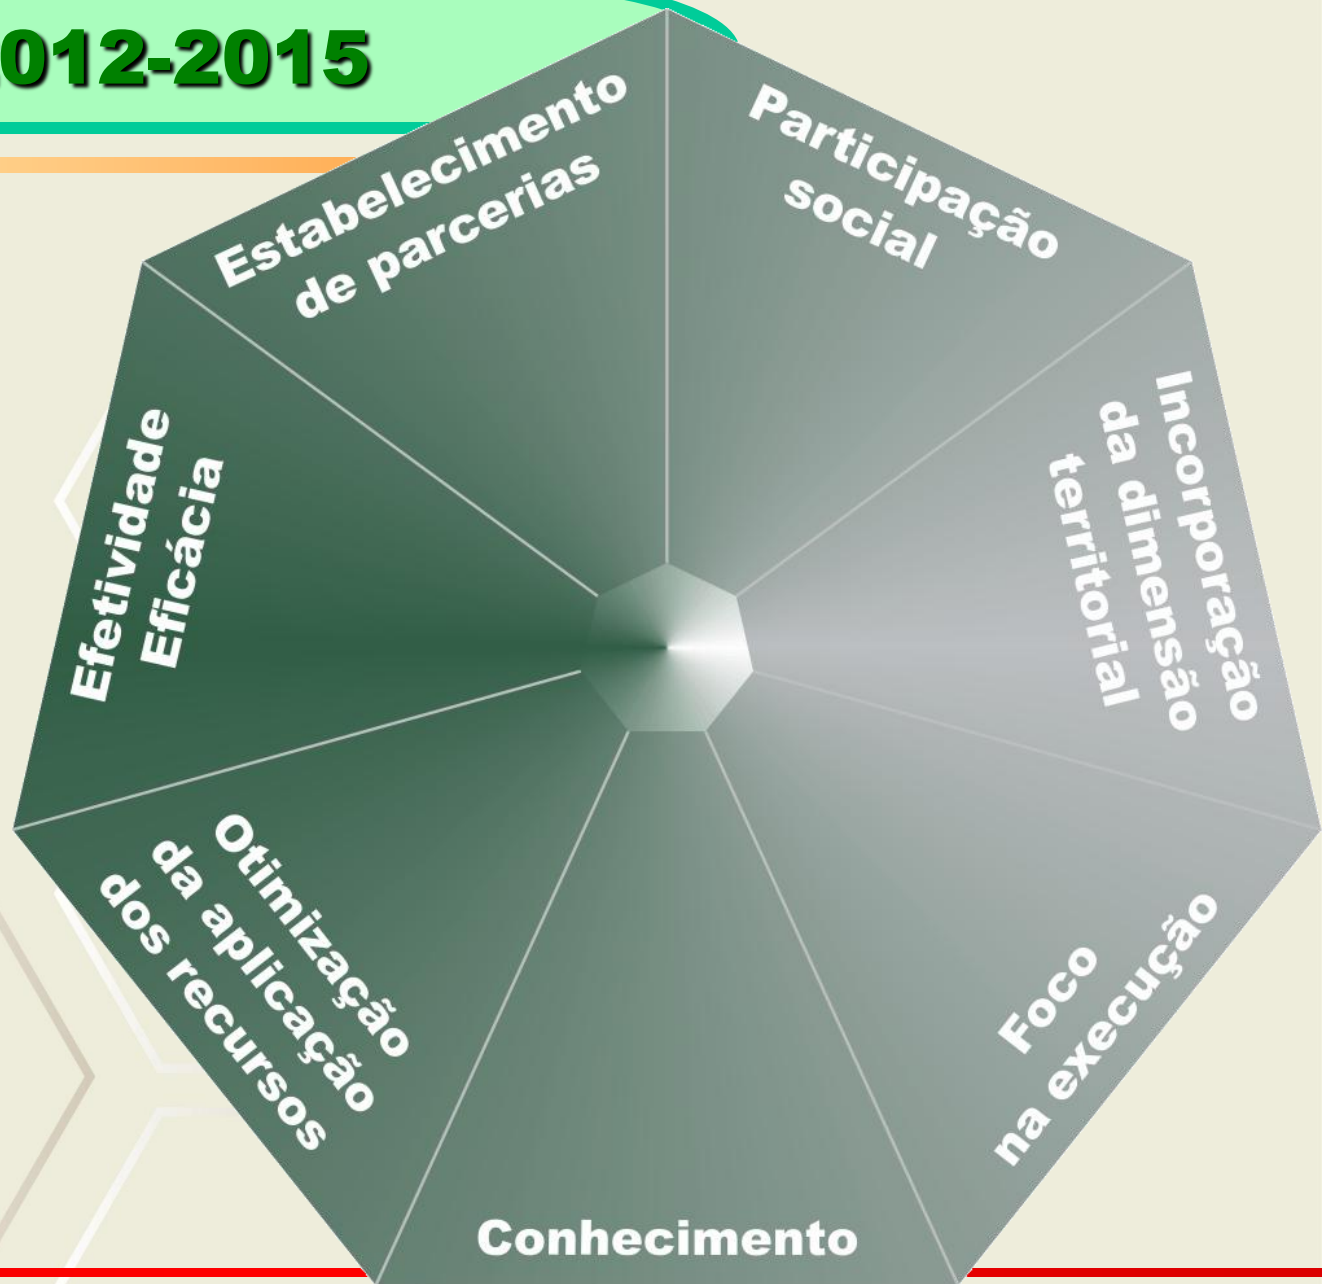 012-2015
Estabelecimento
de parcerias
Participação
social
Incorporação
da dimensão
territorial
Foco
na execução
Conhecimento
Otimização
da aplicação
dos recursos
Efetividade
Eficácia